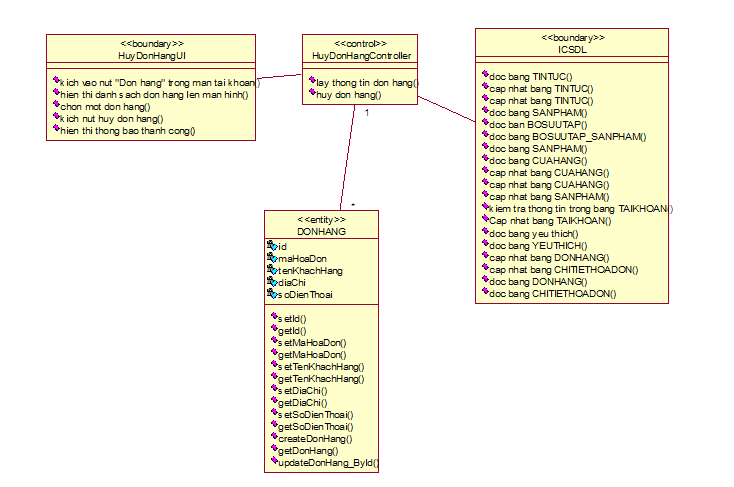 <<boundary>>
HuyDonHangUI
kich vao nut "Don hang" trong man tai khoan()
hien thi danh sach don hang len man hinh()
chon mot don hang()
kich nut huy don hang()
hien thi thong bao thanh cong()
<<control>>
HuyDonHangController
lay thong tin don hang()
huy don hang()
1
*
<<boundary>>
ICSDL
doc bang TINTUC()
cap nhat bang TINTUC()
cap nhat bang TINTUC()
doc bang SANPHAM()
doc ban BOSUUTAP()
doc bang BOSUUTAP_SANPHAM()
doc bang SANPHAM()
doc bang CUAHANG()
cap nhat bang CUAHANG()
cap nhat bang CUAHANG()
cap nhat bang SANPHAM()
kiem tra thong tin trong bang TAIKHOAN()
Cap nhat bang TAIKHOAN()
doc bang yeu thich()
doc bang YEUTHICH()
cap nhat bang DONHANG()
cap nhat bang CHITIETHOADON()
doc bang DONHANG()
doc bang CHITIETHOADON()
<<entity>>
DONHANG
id
maHoaDon
tenKhachHang
diaChi
soDienThoai
setId()
getId()
setMaHoaDon()
getMaHoaDon()
setTenKhachHang()
getTenKhachHang()
setDiaChi()
getDiaChi()
setSoDienThoai()
getSoDienThoai()
createDonHang()
getDonHang()
updateDonHang_ById()